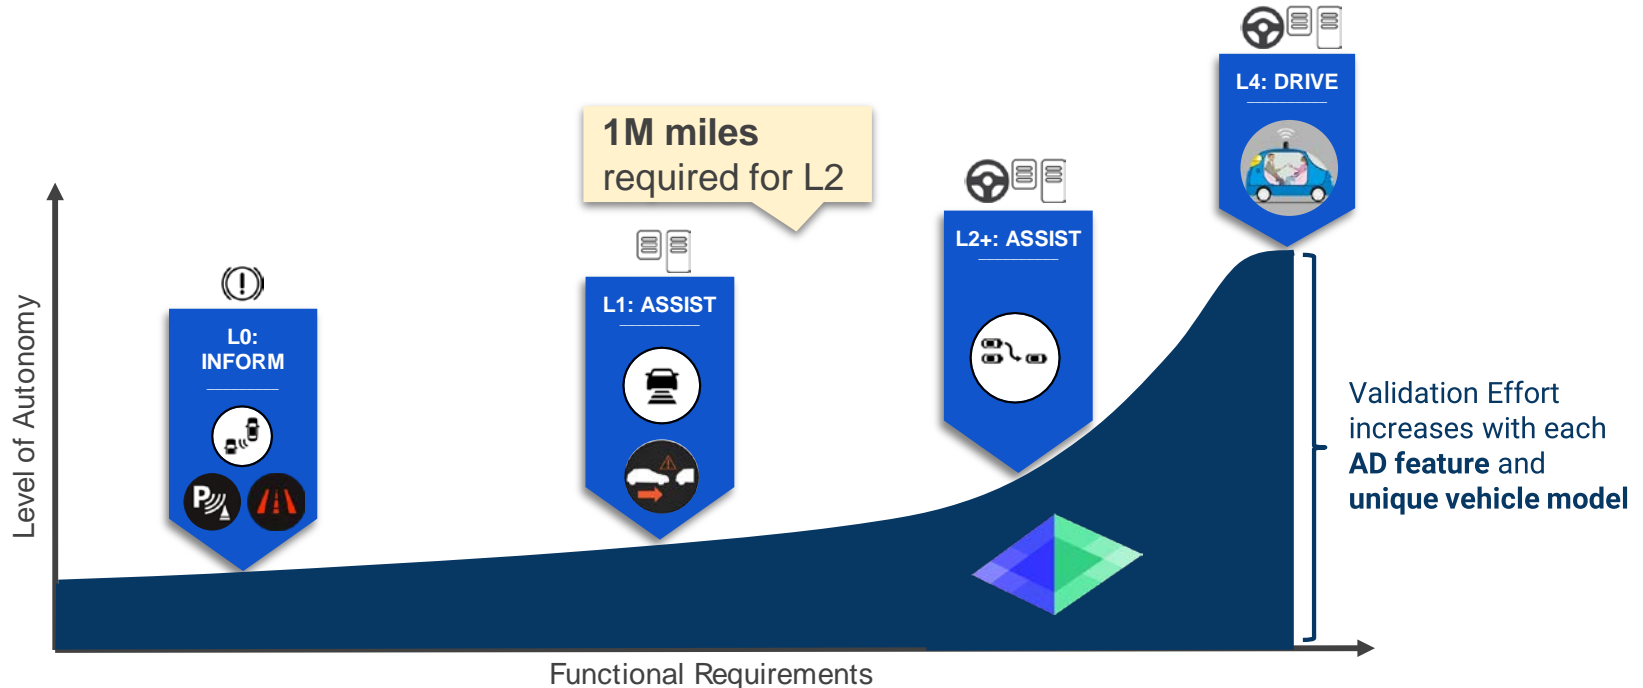 L4: DRIVE
1M miles
required for L2
L2+: ASSIST
L1: ASSIST
L0:
INFORM
P
Level of Autonomy
Validation Effort
increases with each
AD feature and
unique vehicle model
Functional Requirements